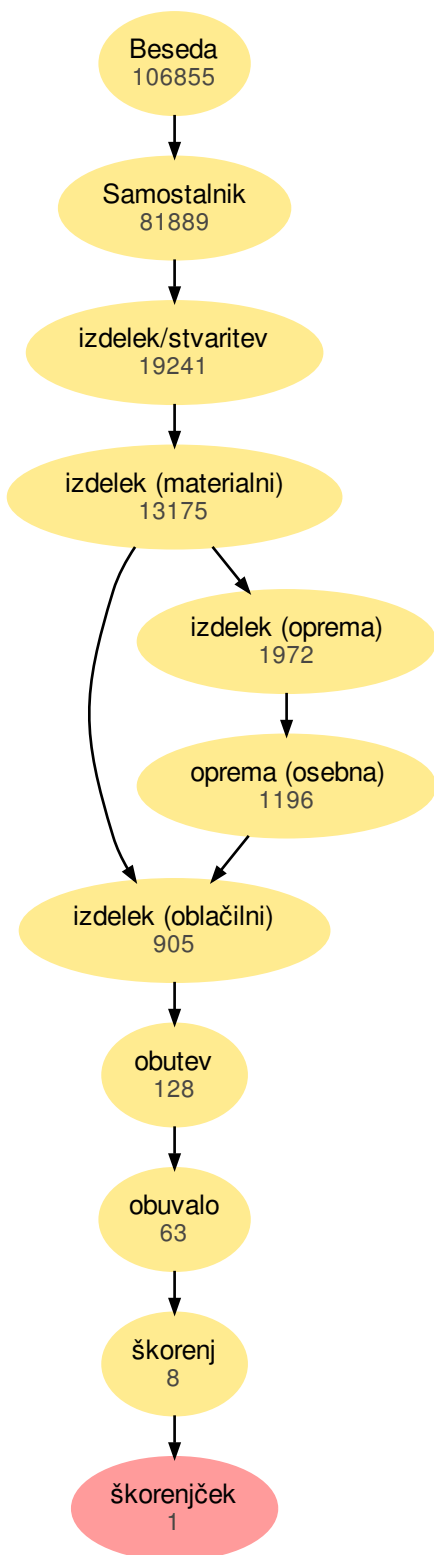 Beseda
106855
Samostalnik
81889
izdelek/stvaritev
19241
izdelek (materialni)
13175
izdelek (oprema)
1972
oprema (osebna)
1196
izdelek (oblačilni)
905
obutev
128
obuvalo
63
škorenj
8
škorenjček
1